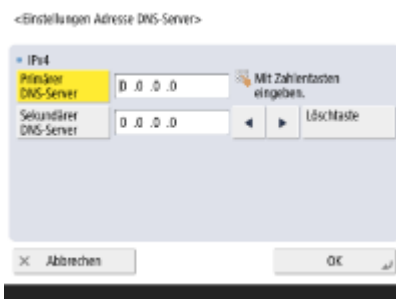 <Einstellungen Adresse DNS-Server>
IPv4
Primärer
DNS-Server
0 .0 .0 .0
Mit Zahlentasten
eingeben.
Sekundärer
DNS-Server
0 .0 .0 .0
◀ ▶ Löschtaste
× Abbrechen
OK